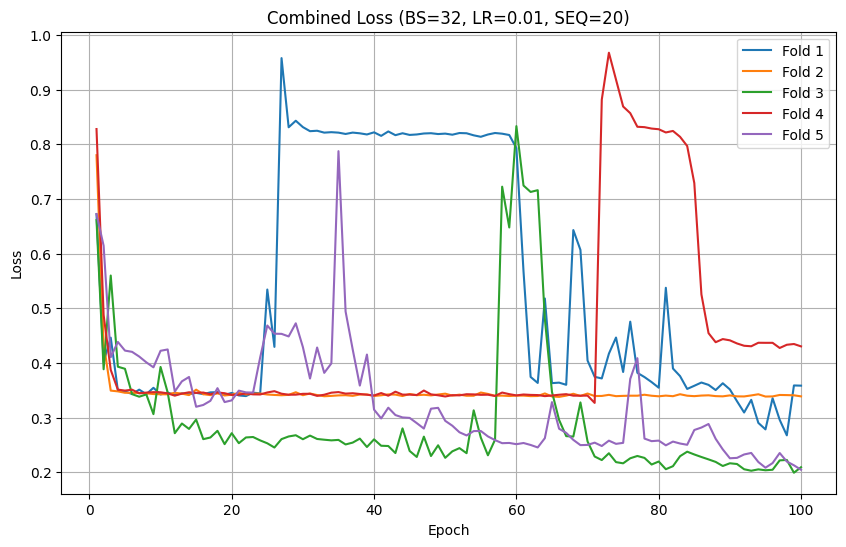 Combined Loss (BS=32, LR=0.01, SEQ=20)
Fold 1
Fold 2
Fold 3
Fold 4
Fold 5
1.0
0.9
0.8
0.7
0.6
0.5
0.4
0.3
0.2
Loss
0
20
40
60
80
100
Epoch